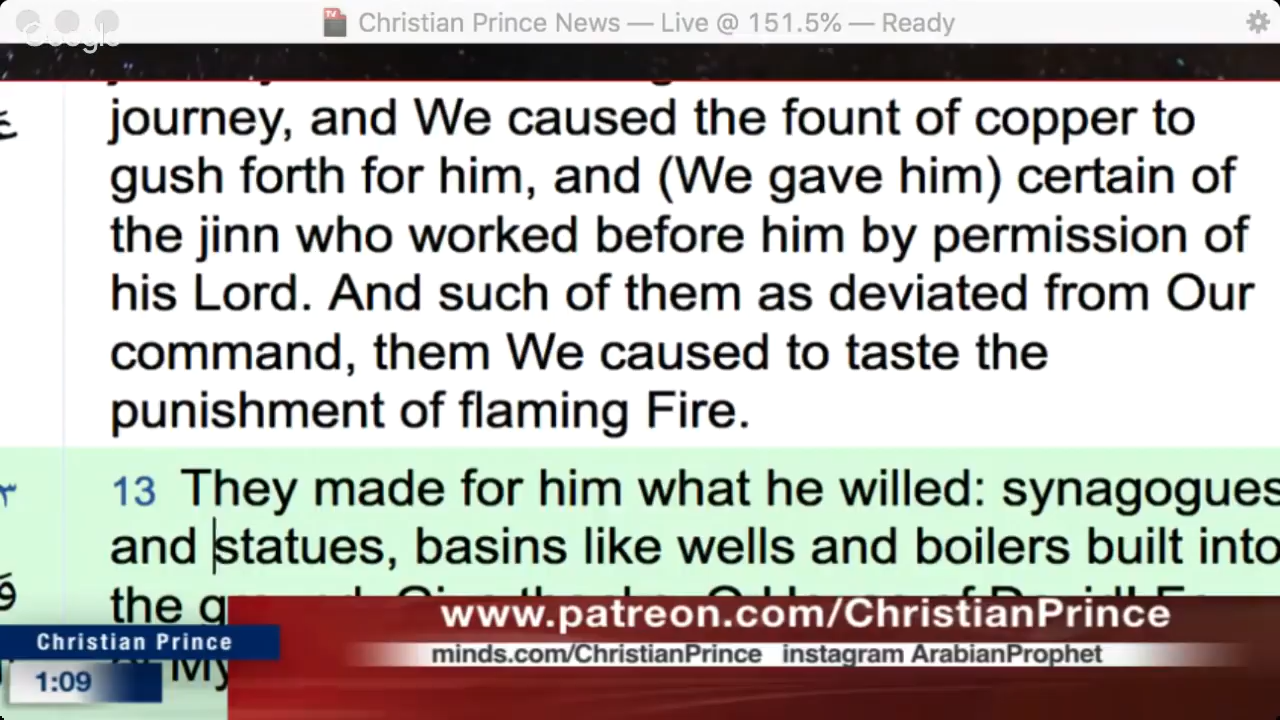 Christian Prince News — Live @ 151.5% — Ready
Google
journey, and We caused the fount of copper to
gush forth for him, and (We gave him) certain of
the jinn who worked before him by permission of
his Lord. And such of them as deviated from Our
command, them We caused to taste the
punishment of flaming Fire.
13 They made for him what he willed: synagogues
and statues, basins like wells and boilers built into
the
www.patreon.com/ChristianPrince
Christian Prince
minds.com/ChristianPrince instagram ArabianProphet
My
1:09